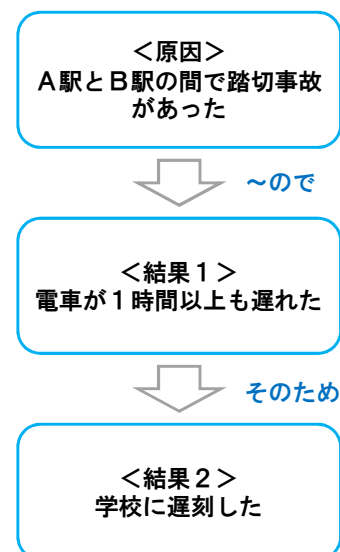 ＜原因＞
Ａ駅とＢ駅の間で踏切事故
があった
～ので
＜結果１＞
電車が１時間以上も遅れた
そのため
＜結果２＞
学校に遅刻した